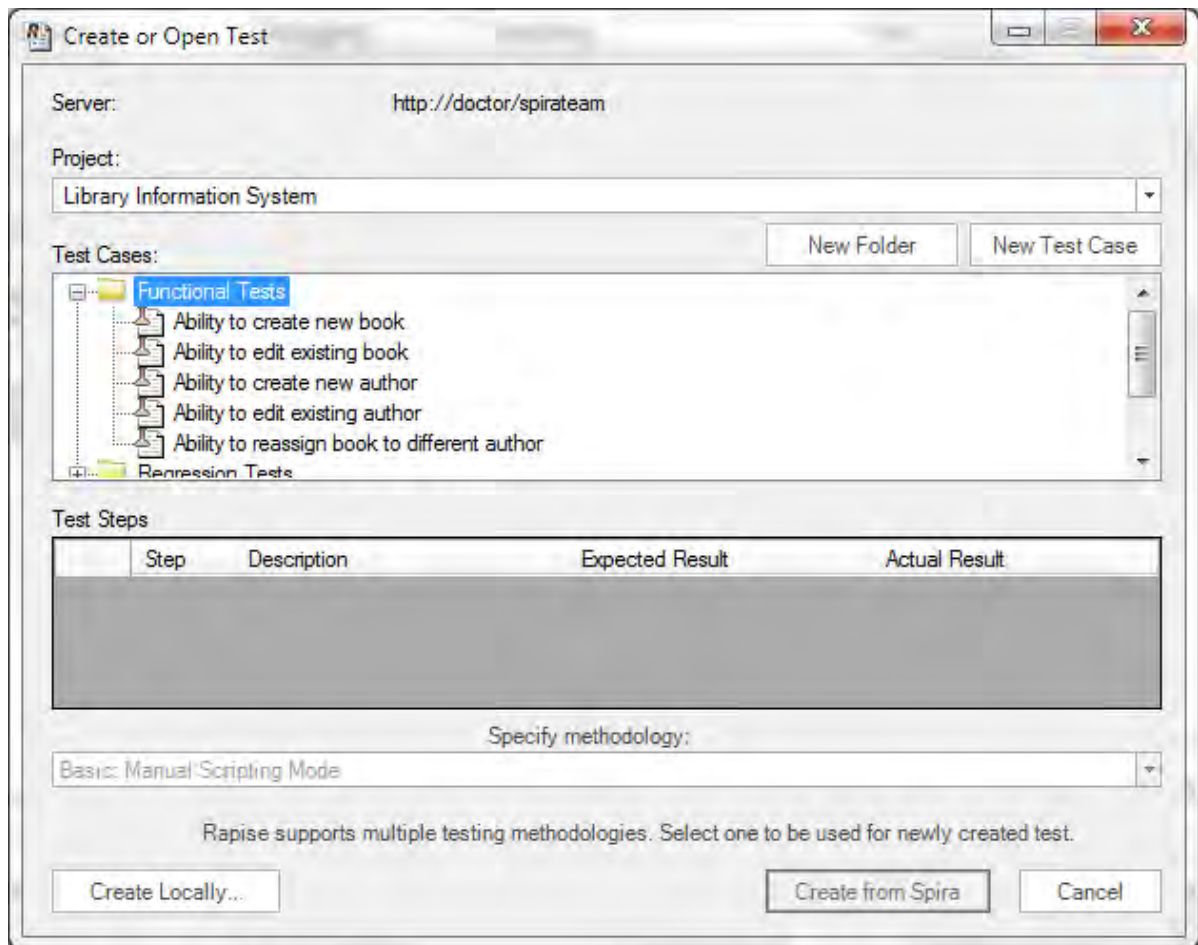 Create or Open Test
Server: http://doctor/spirateam
Project:
Library Information System
New Folder New Test Case
Test Cases:
Functional Tests
Ability to create new book
Ability to edit existing book
Ability to create new author
Ability to edit existing author
Ability to reassign book to different author
Regression Tests
Test Steps
Step Description Expected Result Actual Result
Specify methodology:
Basic: Manual Scripting Mode
Rapise supports multiple testing methodologies. Select one to be used for newly created test.
Create Locally... Create from Spira Cancel